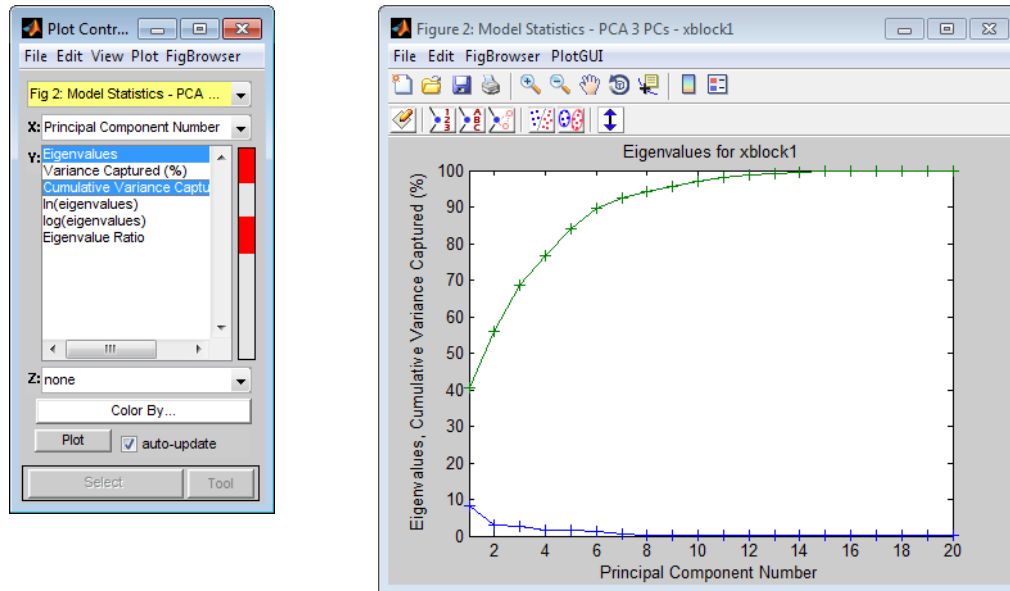 Plot Contr...
File Edit View Plot FigBrowser
Fig 2: Model Statistics - PCA ...
X: Principal Component Number
Y: Eigenvalues
Variance Captured (%)
Cumulative Variance Captu
ln(eigenvalues)
log(eigenvalues)
Eigenvalue Ratio
Z: none
Color By...
Plot auto-update
Select Tool
Figure 2: Model Statistics - PCA 3 PCs - xblock1
File Edit FigBrowser PlotGUI
1 2 3 A B C
Eigenvalues for xblock1
Eigenvalues, Cumulative Variance Captured (%)
100
90
80
70
60
50
40
30
20
10
0
2 4 6 8 10 12 14 16 18 20
Principal Component Number